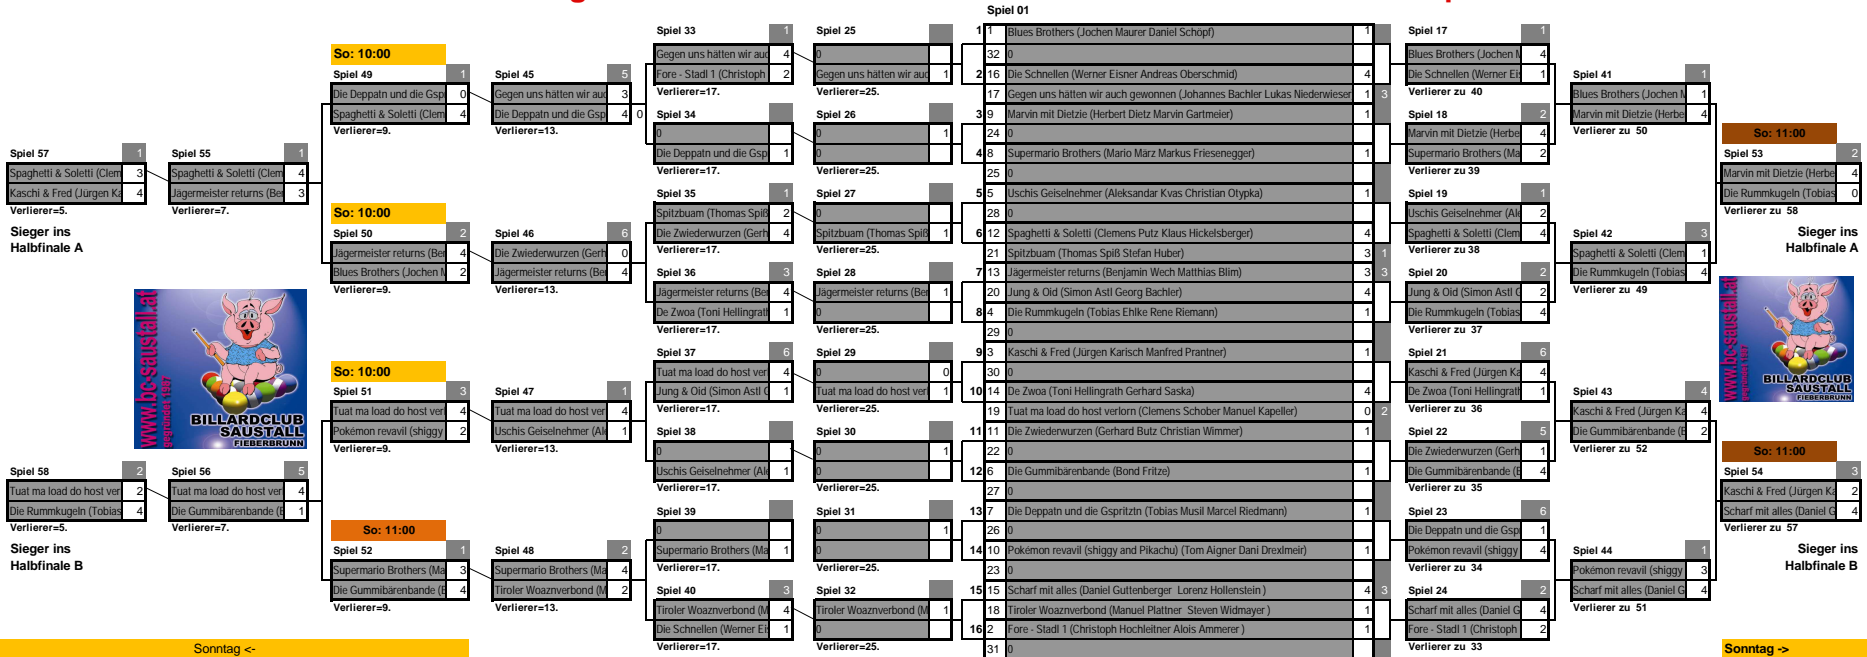 Spiel 01
Spiel 33 1
Gegen uns hätten wir auc 4
Fore - Stadl 1 (Christoph 2
Verlierer=17.
Spiel 34
0
Die Deppatn und die Gsp 1
Verlierer=17.
Spiel 35 1
Spitzbuam (Thomas Spiß 2
Die Zwiederwurzen (Gerh 4
Verlierer=17.
Spiel 36 3
Jägermeister returns (Ber 4
De Zwoa (Toni Hellingrath 1
Verlierer=17.
Spiel 37 6
Tuat ma load do host ver 4
Jung & Oid (Simon Astl G 1
Verlierer=17.
Spiel 38
0
Uschis Geiselnehmer (Ale 1
Verlierer=17.
Spiel 39
0
Supermario Brothers (Ma 1
Verlierer=17.
Spiel 40 3
Tiroler Woaznverbond (M 4
Die Schnellen (Werner Eis 1
Verlierer=17.
Spiel 25
0
Gegen uns hätten wir auc 1
Verlierer=25.
Spiel 26
0 1
0
Verlierer=25.
Spiel 27
0
Spitzbuam (Thomas Spiß 1
Verlierer=25.
Spiel 28
Jägermeister returns (Ber 1
0
Verlierer=25.
Spiel 29
0 0
Tuat ma load do host ver 1
Verlierer=25.
Spiel 30
0 1
0
Verlierer=25.
Spiel 31
0 1
0
Verlierer=25.
Spiel 32
Tiroler Woaznverbond (M 1
0
Verlierer=25.
So: 10:00
Spiel 49 1
Die Deppatn und die Gspr 0
Spaghetti & Soletti (Clem 4
Verlierer=9.
So: 10:00
Spiel 50 2
Jägermeister returns (Ber 4
Blues Brothers (Jochen M 2
Verlierer=9.
So: 10:00
Spiel 51 3
Tuat ma load do host verl 4
Pokémon revavil (shiggy 2
Verlierer=9.
So: 11:00
Spiel 52 1
Supermario Brothers (Ma 3
Die Gummibärenbande (B 4
Verlierer=9.
Spiel 45 5
Gegen uns hätten wir auc 3
Die Deppatn und die Gsp 4 0
Verlierer=13.
Spiel 46 6
Die Zwiederwurzen (Gerh 0
Jägermeister returns (Be 4
Verlierer=13.
Spiel 47 1
Tuat ma load do host ver 4
Uschis Geiselnehmer (Ale 1
Verlierer=13.
Spiel 48 2
Supermario Brothers (Ma 4
Tiroler Woaznverbond (M 2
Verlierer=13.
Spiel 57 1
Spaghetti & Soletti (Clem 3
Kaschi & Fred (Jürgen Ka 4
Verlierer=5.
Sieger ins
Halbfinale A
Spiel 55 1
Spaghetti & Soletti (Clem 4
Jägermeister returns (Ber 3
Verlierer=7.
www.bc-saustall.at
gegründet 1997
BILLARDCLUB
SAUSTALL
FIEBERBRUNN
Spiel 58 2
Tuat ma load do host ver 2
Die Rummkugeln (Tobias 4
Verlierer=5.
Sieger ins
Halbfinale B
Spiel 56 5
Tuat ma load do host ver 4
Die Gummibärenbande (B 1
Verlierer=7.
Sonntag <-
1 1 Blues Brothers (Jochen Maurer Daniel Schöpf) 1
32 0
2 16 Die Schnellen (Werner Eisner Andreas Oberschmid) 4
17 Gegen uns hätten wir auch gewonnen (Johannes Bachler Lukas Niederwieser 1 3
3 9 Marvin mit Dietzie (Herbert Dietz Marvin Gartmeier) 1
24 0
4 8 Supermario Brothers (Mario März Markus Friesenegger) 1
25 0
5 5 Uschis Geiselnehmer (Aleksandar Kvas Christian Otypka) 1
28 0
6 12 Spaghetti & Soletti (Clemens Putz Klaus Hickelsberger) 4
21 Spitzbuam (Thomas Spiß Stefan Huber) 3 1
7 13 Jägermeister returns (Benjamin Wech Matthias Blim) 3 3
20 Jung & Oid (Simon Astl Georg Bachler) 4
8 4 Die Rummkugeln (Tobias Ehlke Rene Riemann) 1
29 0
9 3 Kaschi & Fred (Jürgen Karisch Manfred Prantner) 1
30 0
10 14 De Zwoa (Toni Hellingrath Gerhard Saska) 4
19 Tuat ma load do host verlorn (Clemens Schober Manuel Kapeller) 0 2
11 11 Die Zwiederwurzen (Gerhard Butz Christian Wimmer) 1
22 0
12 6 Die Gummibärenbande (Bond Fritze) 1
27 0
13 7 Die Deppatn und die Gspritztn (Tobias Musil Marcel Riedmann) 1
26 0
14 10 Pokémon revavil (shiggy and Pikachu) (Tom Aigner Dani Drexlmeir) 1
23 0
15 15 Scharf mit alles (Daniel Guttenberger Lorenz Hollenstein ) 4 3
18 Tiroler Woaznverbond (Manuel Plattner Steven Widmayer ) 1
16 2 Fore - Stadl 1 (Christoph Hochleitner Alois Ammerer ) 1
31 0
Spiel 17 1
Blues Brothers (Jochen M 4
Die Schnellen (Werner Eis 1
Verlierer zu 40
Spiel 18 2
Marvin mit Dietzie (Herbe 4
Supermario Brothers (Ma 2
Verlierer zu 39
Spiel 19 1
Uschis Geiselnehmer (Ale 2
Spaghetti & Soletti (Clem 4
Verlierer zu 38
Spiel 20 2
Jung & Oid (Simon Astl G 2
Die Rummkugeln (Tobias 4
Verlierer zu 37
Spiel 21 6
Kaschi & Fred (Jürgen Ka 4
De Zwoa (Toni Hellingrath 1
Verlierer zu 36
Spiel 22 5
Die Zwiederwurzen (Gerh 1
Die Gummibärenbande (B 4
Verlierer zu 35
Spiel 23 6
Die Deppatn und die Gspr 1
Pokémon revavil (shiggy 4
Verlierer zu 34
Spiel 24 2
Scharf mit alles (Daniel G 4
Fore - Stadl 1 (Christoph 2
Verlierer zu 33
Spiel 41 1
Blues Brothers (Jochen M 1
Marvin mit Dietzie (Herbe 4
Verlierer zu 50
Spiel 42 3
Spaghetti & Soletti (Clem 1
Die Rummkugeln (Tobias 4
Verlierer zu 49
Spiel 43 4
Kaschi & Fred (Jürgen Ka 4
Die Gummibärenbande (B 2
Verlierer zu 52
Spiel 44 1
Pokémon revavil (shiggy 3
Scharf mit alles (Daniel G 4
Verlierer zu 51
So: 11:00
Spiel 53 2
Marvin mit Dietzie (Herbe 4
Die Rummkugeln (Tobias 0
Verlierer zu 58
Sieger ins
Halbfinale A
www.bc-saustall.at
gegründet 1997
BILLARDCLUB
SAUSTALL
FIEBERBRUNN
So: 11:00
Spiel 54 3
Kaschi & Fred (Jürgen Ka 2
Scharf mit alles (Daniel G 4
Verlierer zu 57
Sieger ins
Halbfinale B
Sonntag ->